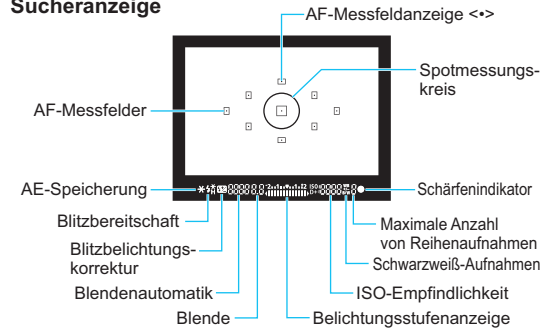 Sucheranzeige
AF-Messfeldanzeige <•>
Spotmessungs-
kreis
AF-Messfelder
AE-Speicherung
Schärfenindikator
Blitzbereitschaft
Maximale Anzahl
von Reihenaufnahmen
Blitzbelichtungs-
korrektur
Schwarzweiß-Aufnahmen
Blendenautomatik
ISO-Empfindlichkeit
Blende
Belichtungsstufenanzeige